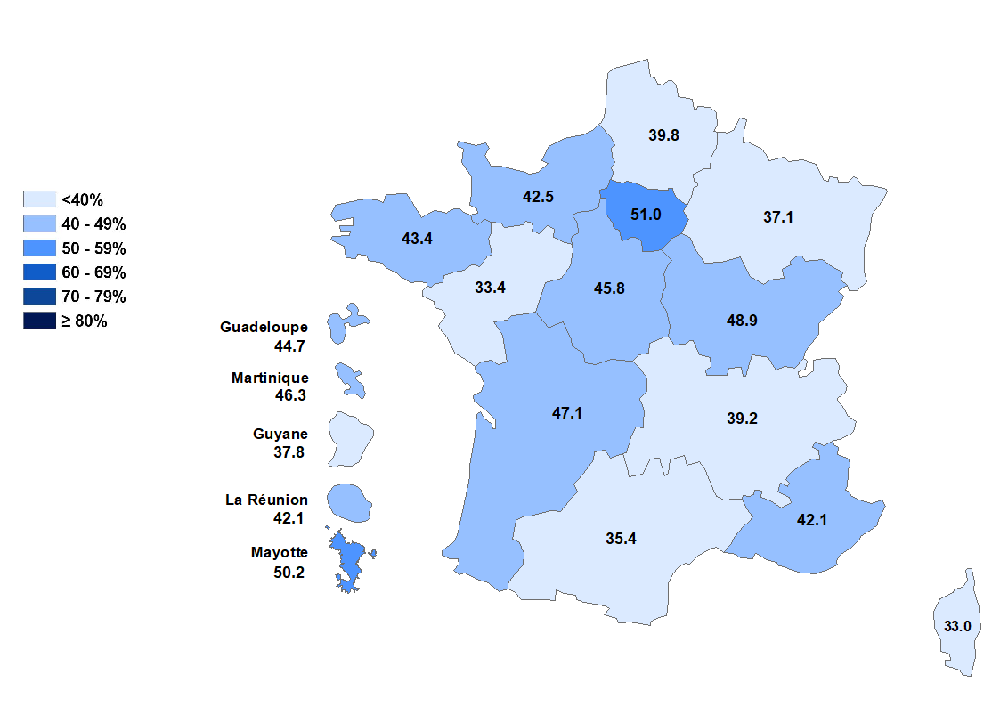 39.8
42.5
<40%
51.0
37.1
40 - 49%
43.4
50 - 59%
60 - 69%
33.4
45.8
70 - 79%
≥ 80%
48.9
Guadeloupe
44.7
Martinique
46.3
47.1
39.2
Guyane
37.8
La Réunion
42.1
42.1
35.4
Mayotte
50.2
33.0